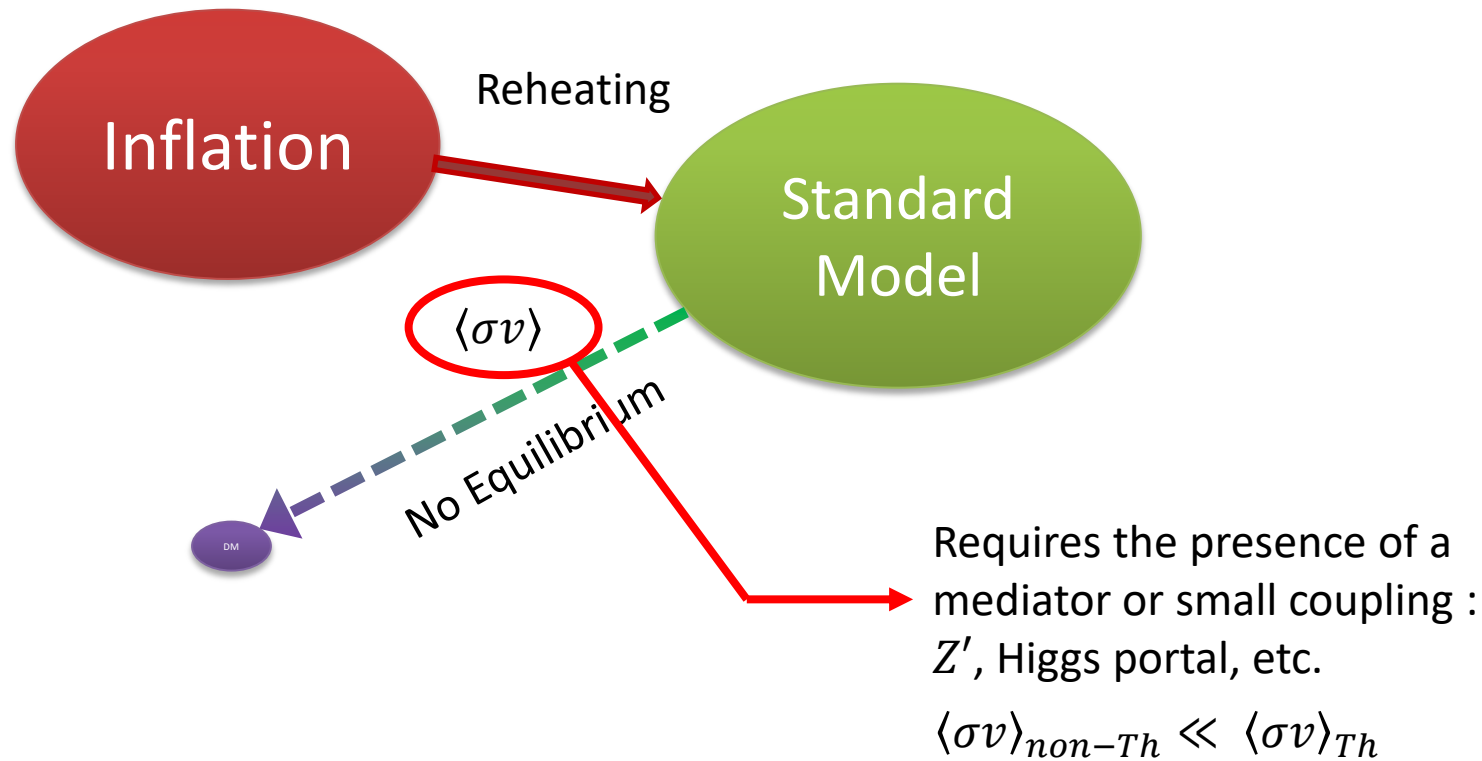 Inflation
Reheating
Standard
Model
⟨σv⟩
No Equilibrium
DM
Requires the presence of a
mediator or small coupling :
Z′, Higgs portal, etc.
⟨σv⟩non−Th ≪ ⟨σv⟩Th